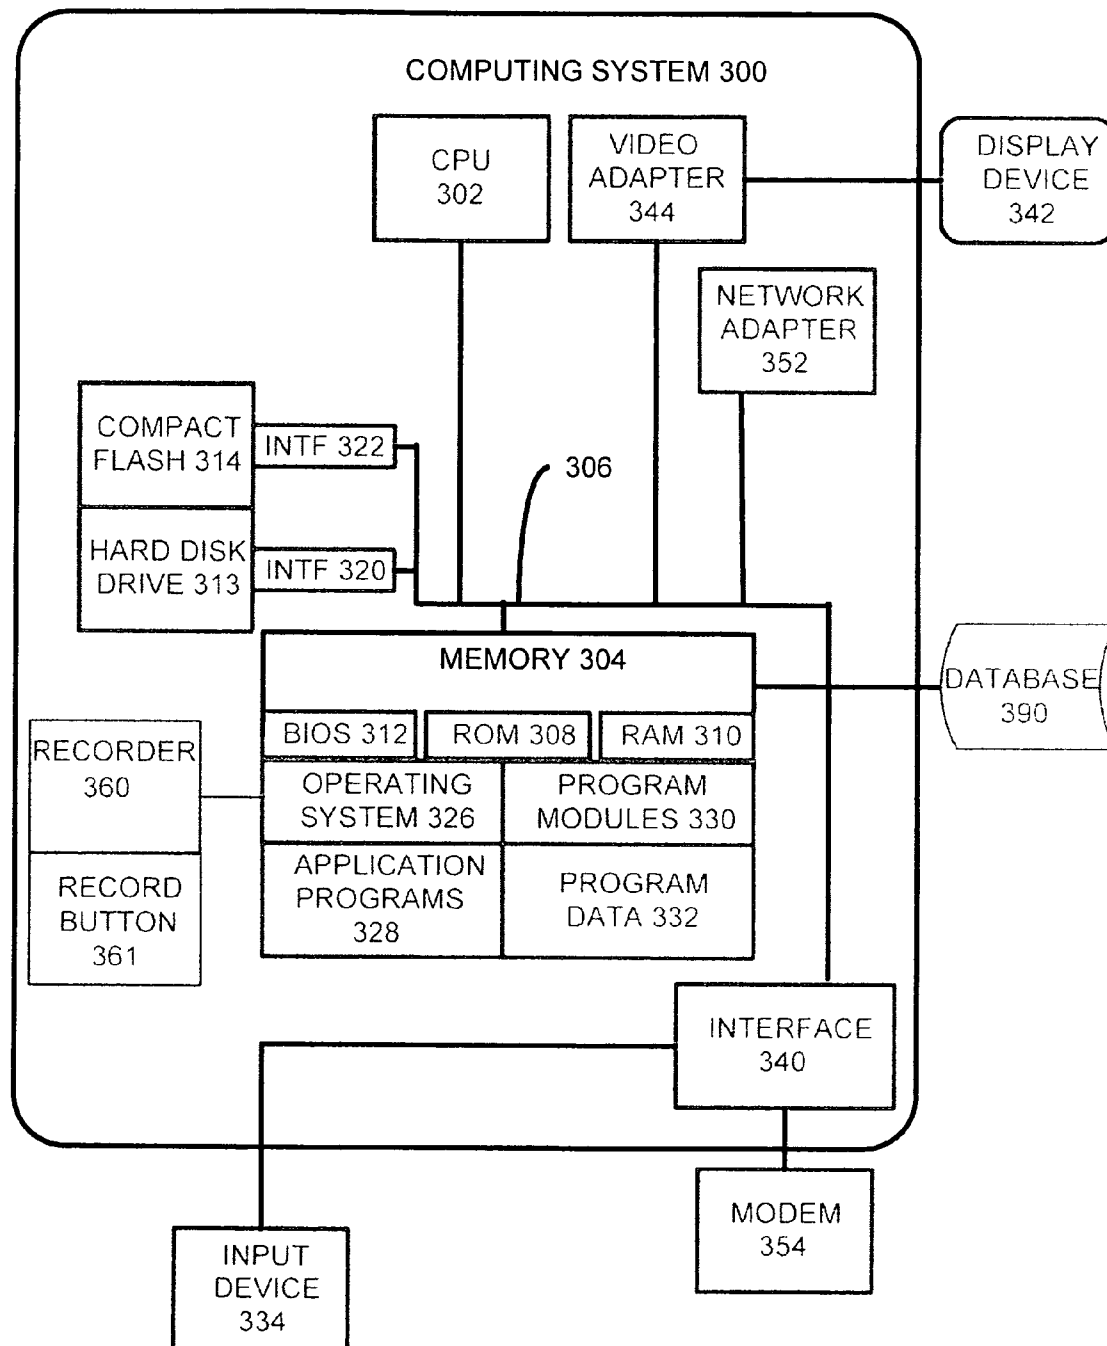 COMPUTING SYSTEM 300
CPU
302
VIDEO
ADAPTER
344
DISPLAY
DEVICE
342
NETWORK
ADAPTER
352
COMPACT
FLASH 314
INTF 322
306
HARD DISK
DRIVE 313
INTF 320
MEMORY 304
DATABASE
390
BIOS 312
ROM 308
RAM 310
RECORDER
360
OPERATING
SYSTEM 326
PROGRAM
MODULES 330
RECORD
BUTTON
361
APPLICATION
PROGRAMS
328
PROGRAM
DATA 332
INTERFACE
340
MODEM
354
INPUT
DEVICE
334